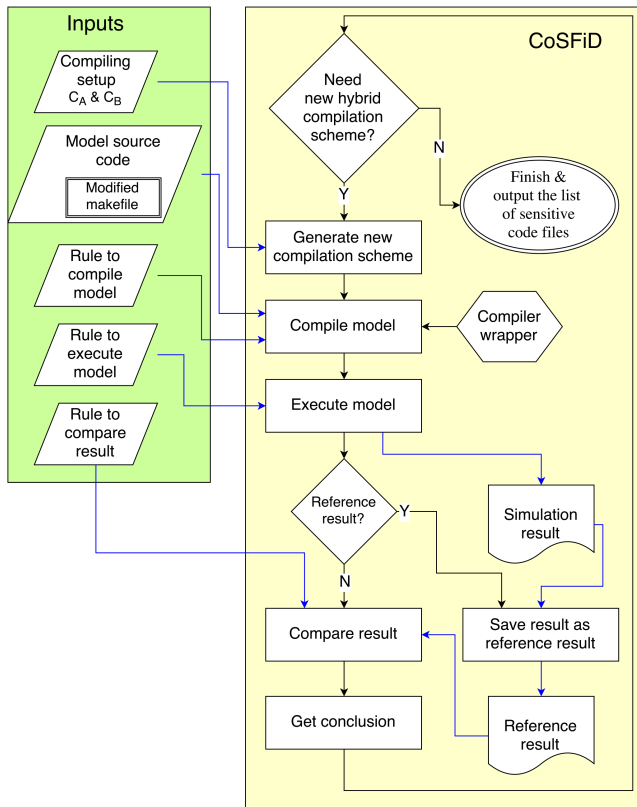 Inputs
Compiling
setup
C_A & C_B
Model source
code
Modified
makefile
Rule to
compile
model
Rule to
execute
model
Rule to
compare
result
CoSFiD
Need
new hybrid
compilation
scheme?
N
Y
Finish &
output the list
of sensitive
code files
Generate new
compilation scheme
Compile model
Compiler
wrapper
Execute model
Reference
result?
Y
N
Simulation
result
Compare result
Save result as
reference result
Get conclusion
Reference
result